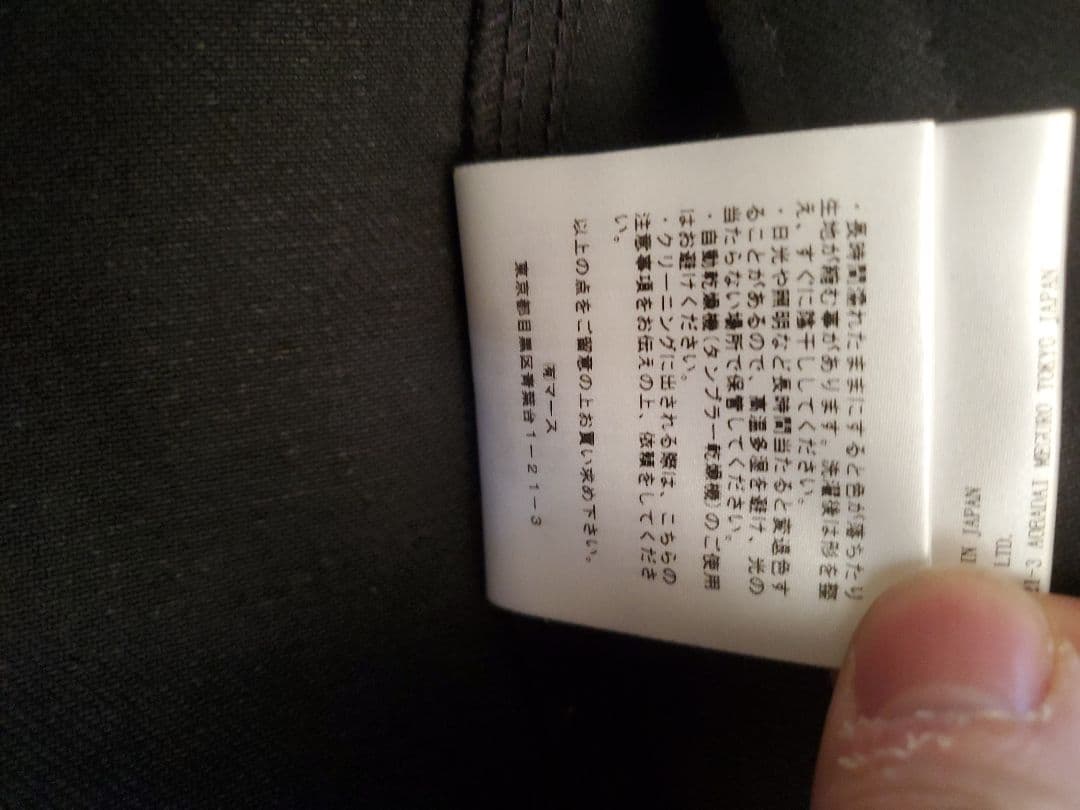 ・長時間濡れたままにすると色が落ちたり
生地が縮む事があります。洗濯後は形を整
え、すぐに陰干ししてください。
・日光や照明など長時間当たると衰退色す
ることがあるので、高温多湿を避け、光の
当たらない場所で保管してください。
・自動乾燥機(タンブラー乾燥機)のご使用
はお避けください。
・クリーニングに出される際は、こちらの
注意事項をお伝えの上、依頼をしてくださ
い。
以上の点をご留意の上お買い求め下さい。
㈲マース
東京都目黒区青葉台1-21-3
IN JAPAN
LTD.
21-3 AOBADAI MEGURO TOKYO JAPAN